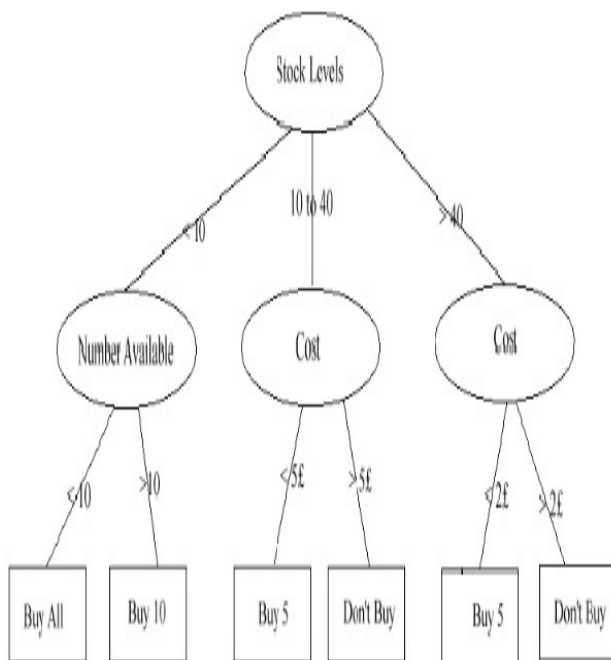 Stock Levels
<10
10 to 40
>40
Number Available
Cost
Cost
<10
>10
<5£
>5£
<2£
>2£
Buy All
Buy 10
Buy 5
Don't Buy
Buy 5
Don't Buy